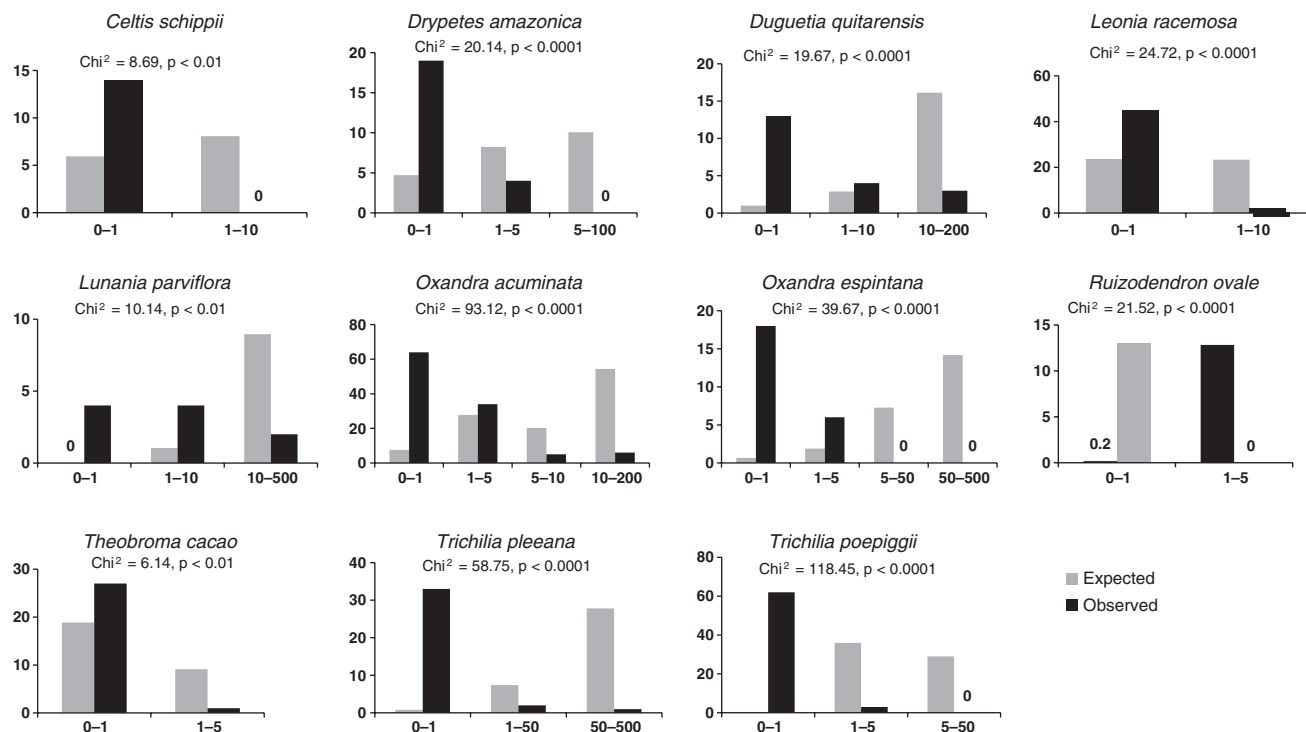 Celtis schippii
Chi² = 8.69, p < 0.01
15
10
5
0
0
0–1 1–10
Drypetes amazonica
Chi² = 20.14, p < 0.0001
20
15
10
5
0
0
0–1 1–5 5–100
Duguetia quitarensis
Chi² = 19.67, p < 0.0001
20
15
10
5
0
0–1 1–10 10–200
Leonia racemosa
Chi² = 24.72, p < 0.0001
60
40
20
0
0–1 1–10
Lunania parviflora
Chi² = 10.14, p < 0.01
10
5
0
0
0–1 1–10 10–500
Oxandra acuminata
Chi² = 93.12, p < 0.0001
80
60
40
20
0
0–1 1–5 5–10 10–200
Oxandra espintana
Chi² = 39.67, p < 0.0001
20
15
10
5
0
0 0
0–1 1–5 5–50 50–500
Ruizodendron ovale
Chi² = 21.52, p < 0.0001
15
10
5
0
0.2 0
0–1 1–5
Theobroma cacao
Chi² = 6.14, p < 0.01
30
20
10
0
0–1 1–5
Trichilia pleeana
Chi² = 58.75, p < 0.0001
40
30
20
10
0
0–1 1–50 50–500
Trichilia poepiggii
Chi² = 118.45, p < 0.0001
80
60
40
20
0
0
0–1 1–5 5–50
Expected
Observed